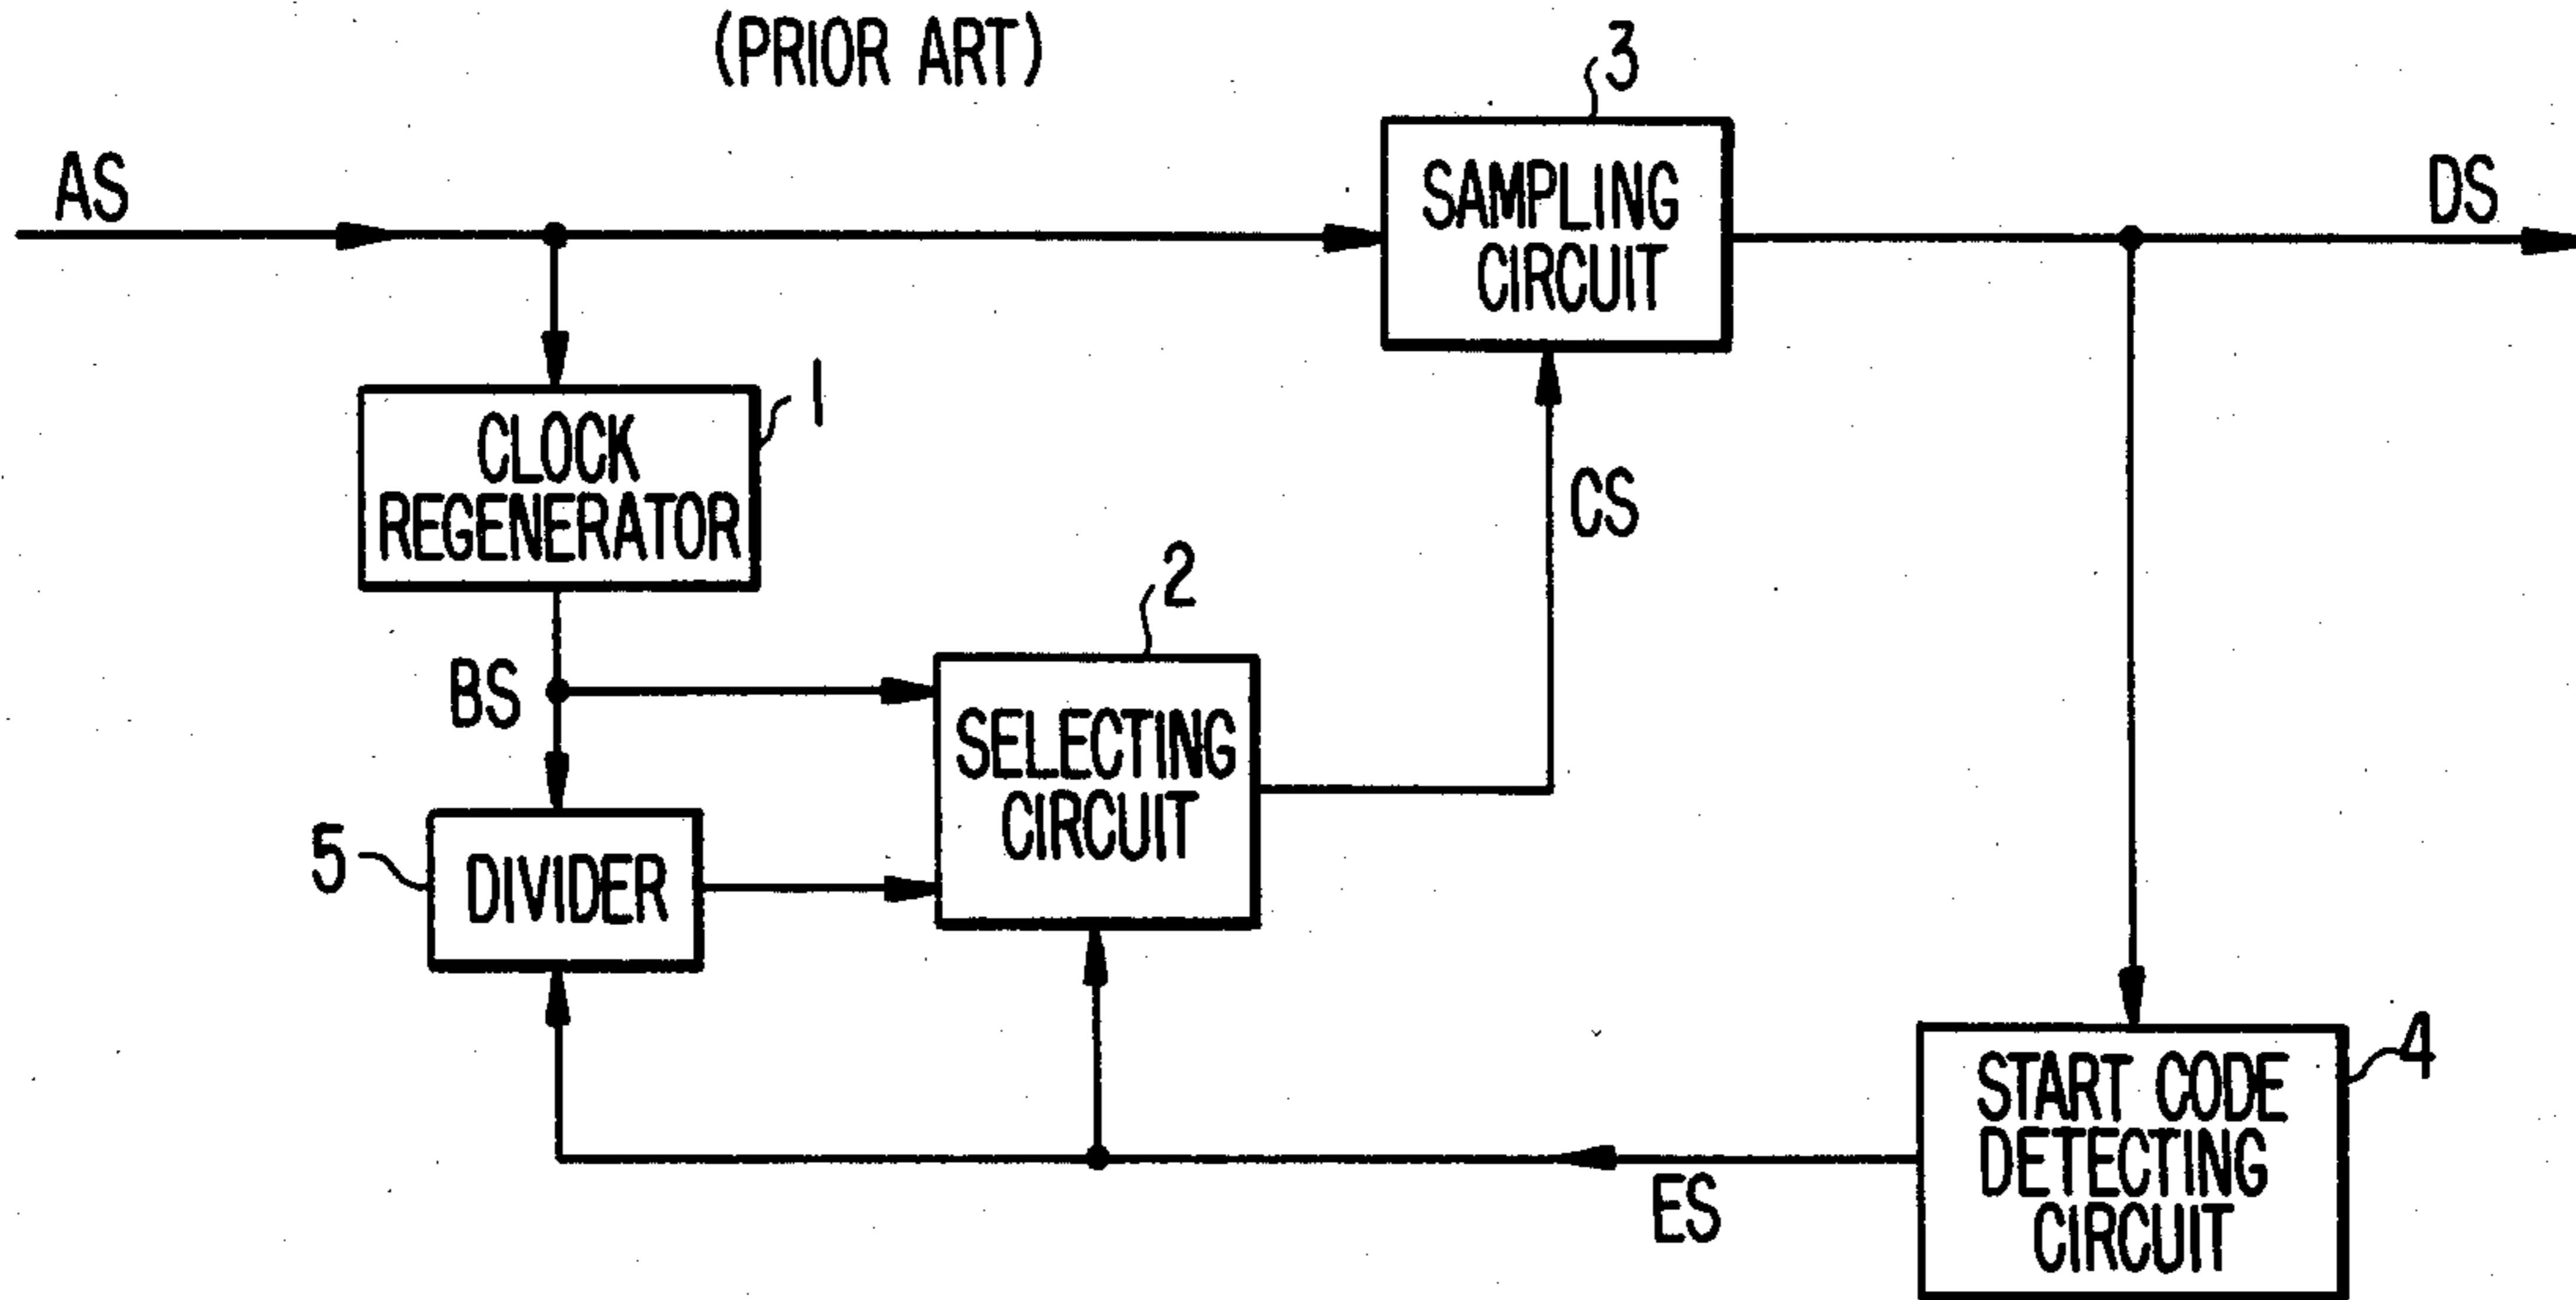 (PRIOR ART)
3
AS
SAMPLING
CIRCUIT
DS
1
CLOCK
REGENERATOR
CS
2
BS
SELECTING
CIRCUIT
5
DIVIDER
4
START CODE
DETECTING
CIRCUIT
ES